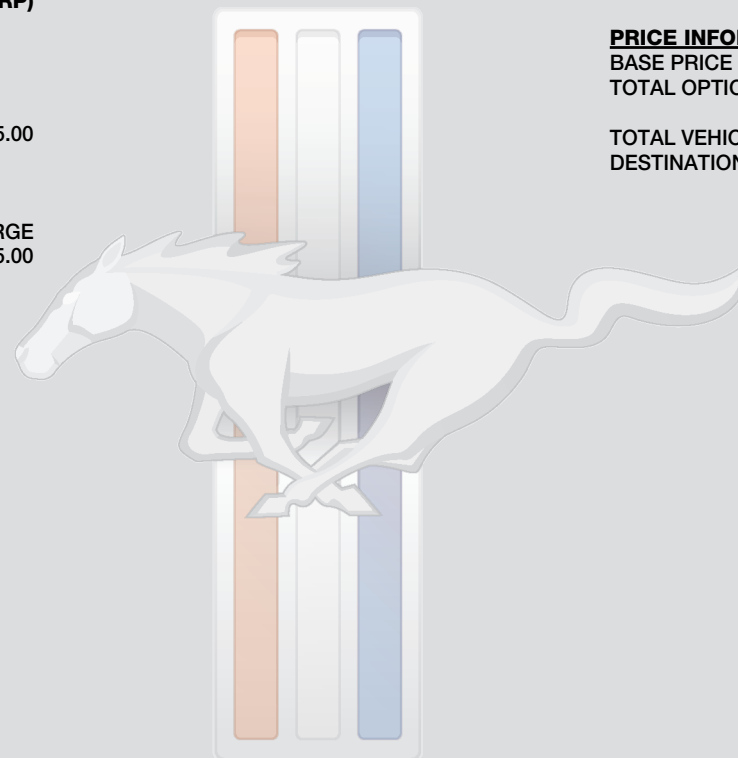 RP)
5.00
RGE
5.00
PRICE INFO
BASE PRICE
TOTAL OPTIO
TOTAL VEHIC
DESTINATION